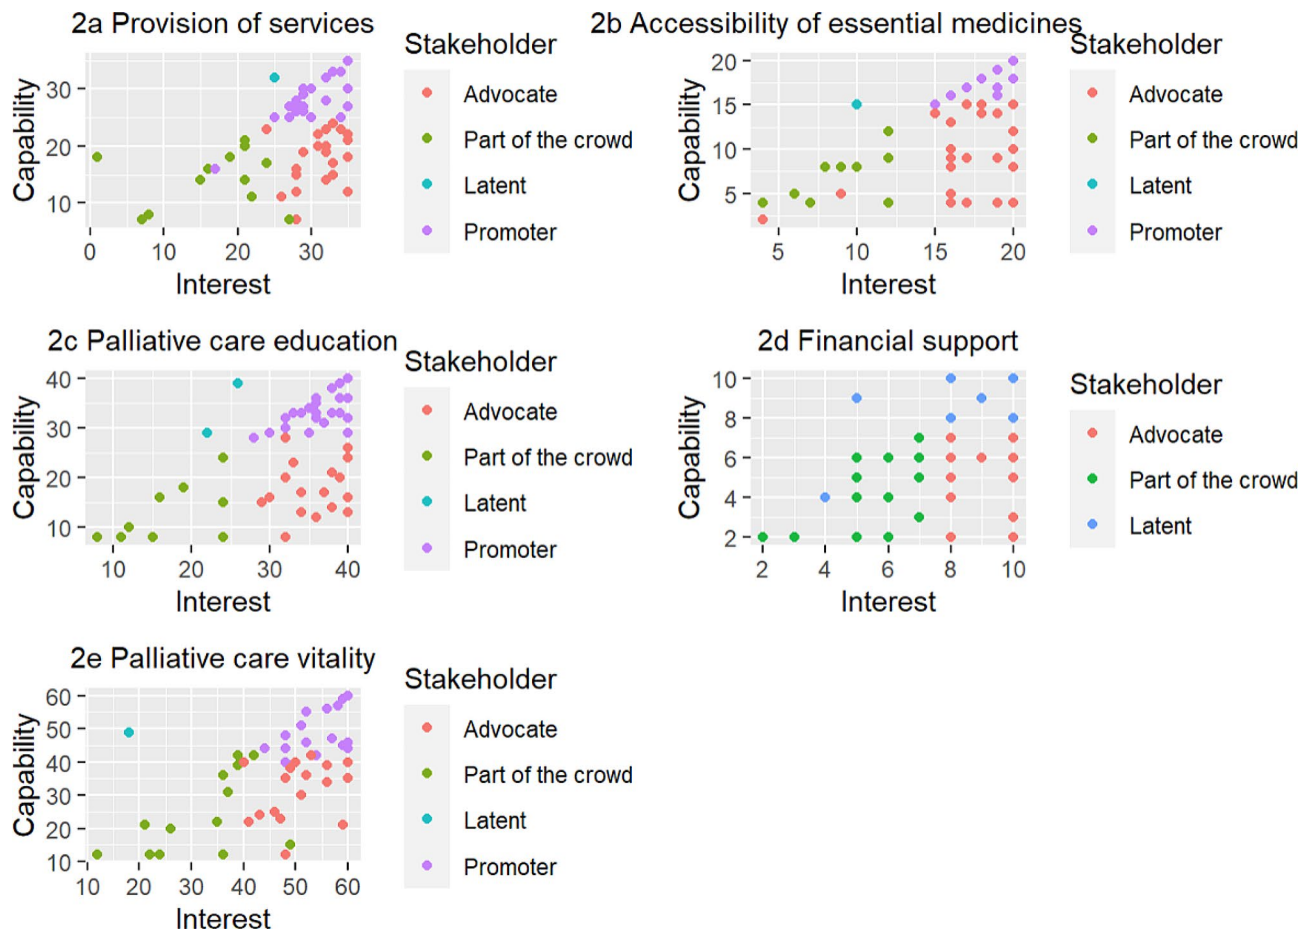 2a Provision of services
Stakeholder
Capability
30
20
10
0 10 20 30
Interest
Advocate
Part of the crowd
Latent
Promoter
2b Accessibility of essential medicines
Stakeholder
Capability
20
15
10
5
5 10 15 20
Interest
Advocate
Part of the crowd
Latent
Promoter
2c Palliative care education
Stakeholder
Capability
40
30
20
10
10 20 30 40
Interest
Advocate
Part of the crowd
Latent
Promoter
2d Financial support
Stakeholder
Capability
10
8
6
4
2
2 4 6 8 10
Interest
Advocate
Part of the crowd
Latent
2e Palliative care vitality
Stakeholder
Capability
60
50
40
30
20
10
10 20 30 40 50 60
Interest
Advocate
Part of the crowd
Latent
Promoter